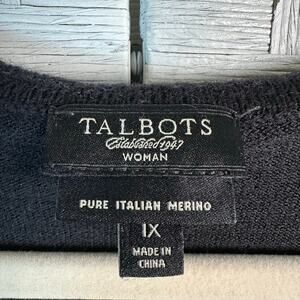 TALBOTS
Established 1947
WOMAN
PURE ITALIAN MERINO
1X
MADE IN
CHINA